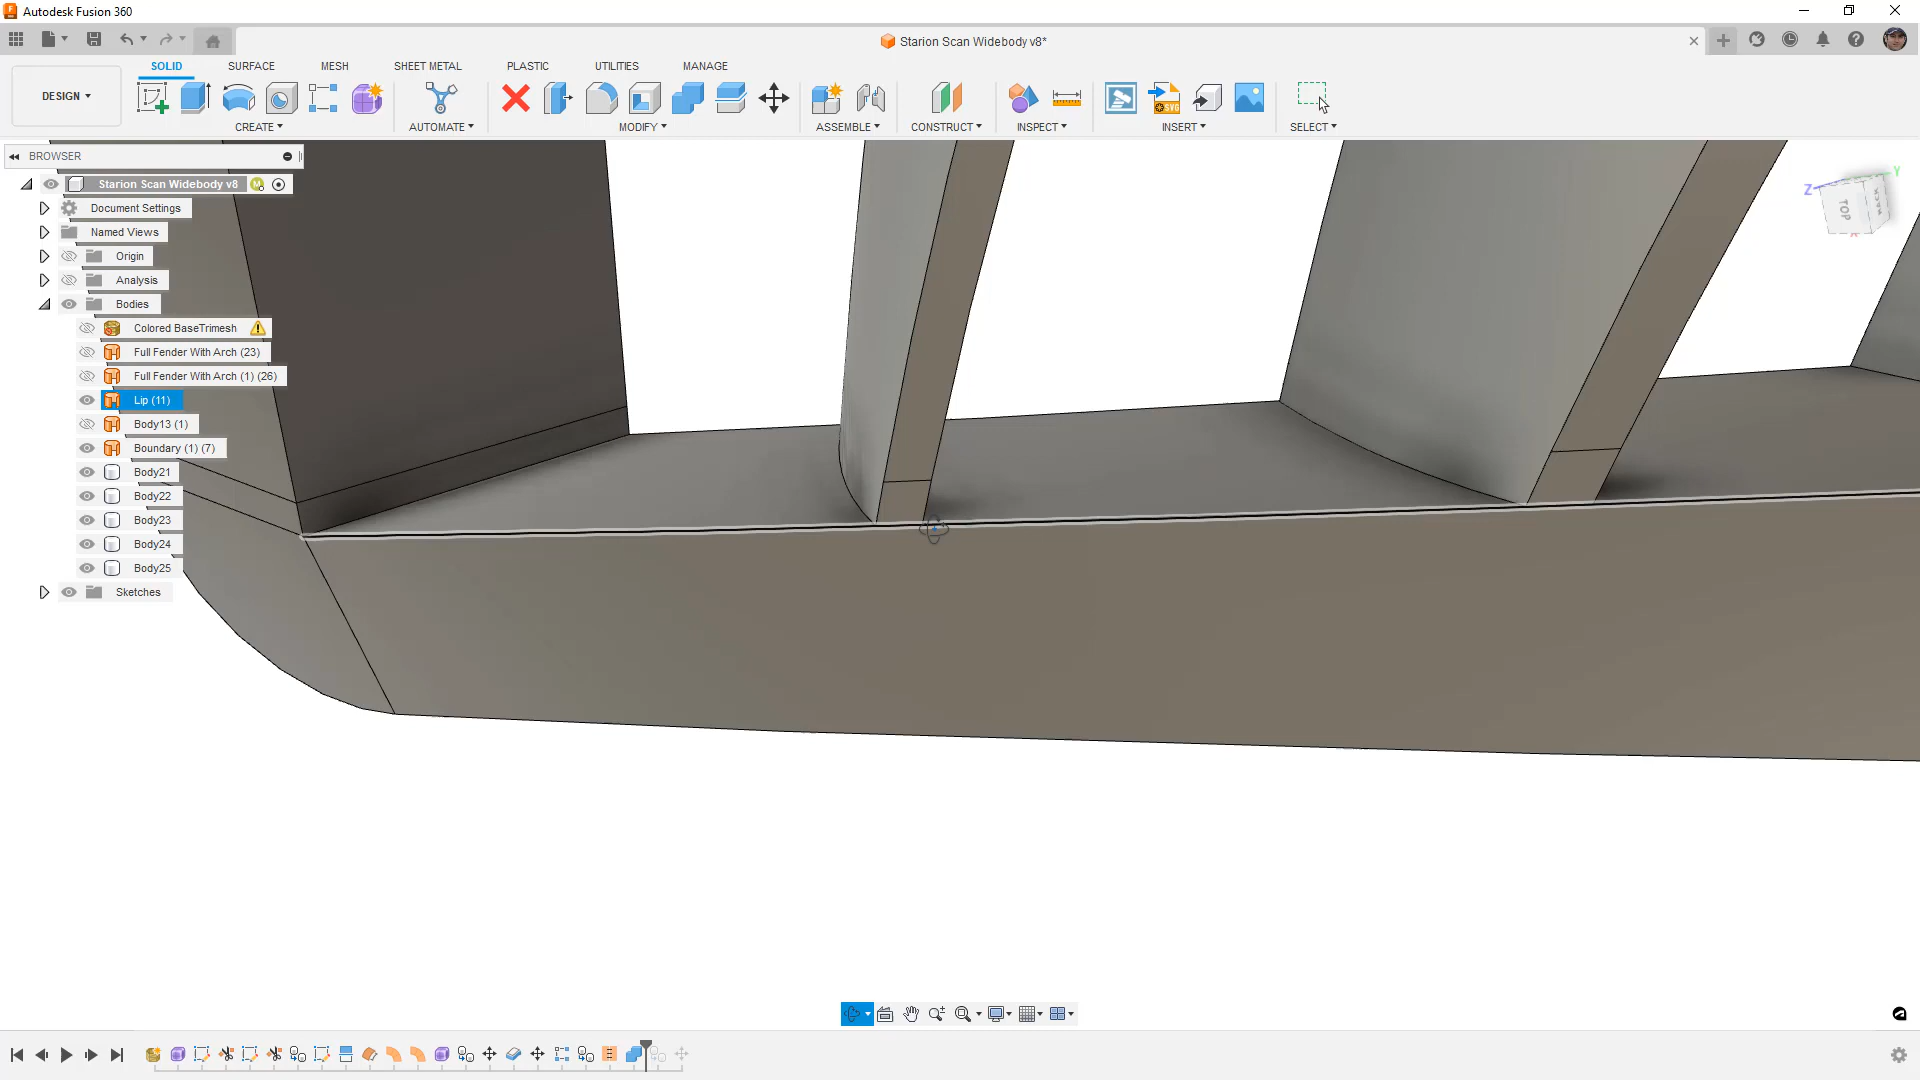 Autodesk Fusion 360
Starion Scan Widebody v8*
DESIGN
SOLID
SURFACE
MESH
SHEET METAL
PLASTIC
UTILITIES
MANAGE
CREATE
AUTOMATE
MODIFY
ASSEMBLE
CONSTRUCT
INSPECT
INSERT
SELECT
SVG
BROWSER
Starion Scan Widebody v8
Document Settings
Named Views
Origin
Analysis
Bodies
Colored BaseTrimesh
Full Fender With Arch (23)
Full Fender With Arch (1) (26)
Lip (11)
Body13 (1)
Boundary (1) (7)
Body21
Body22
Body23
Body24
Body25
Sketches
Z
Y
TOP
BACK
X